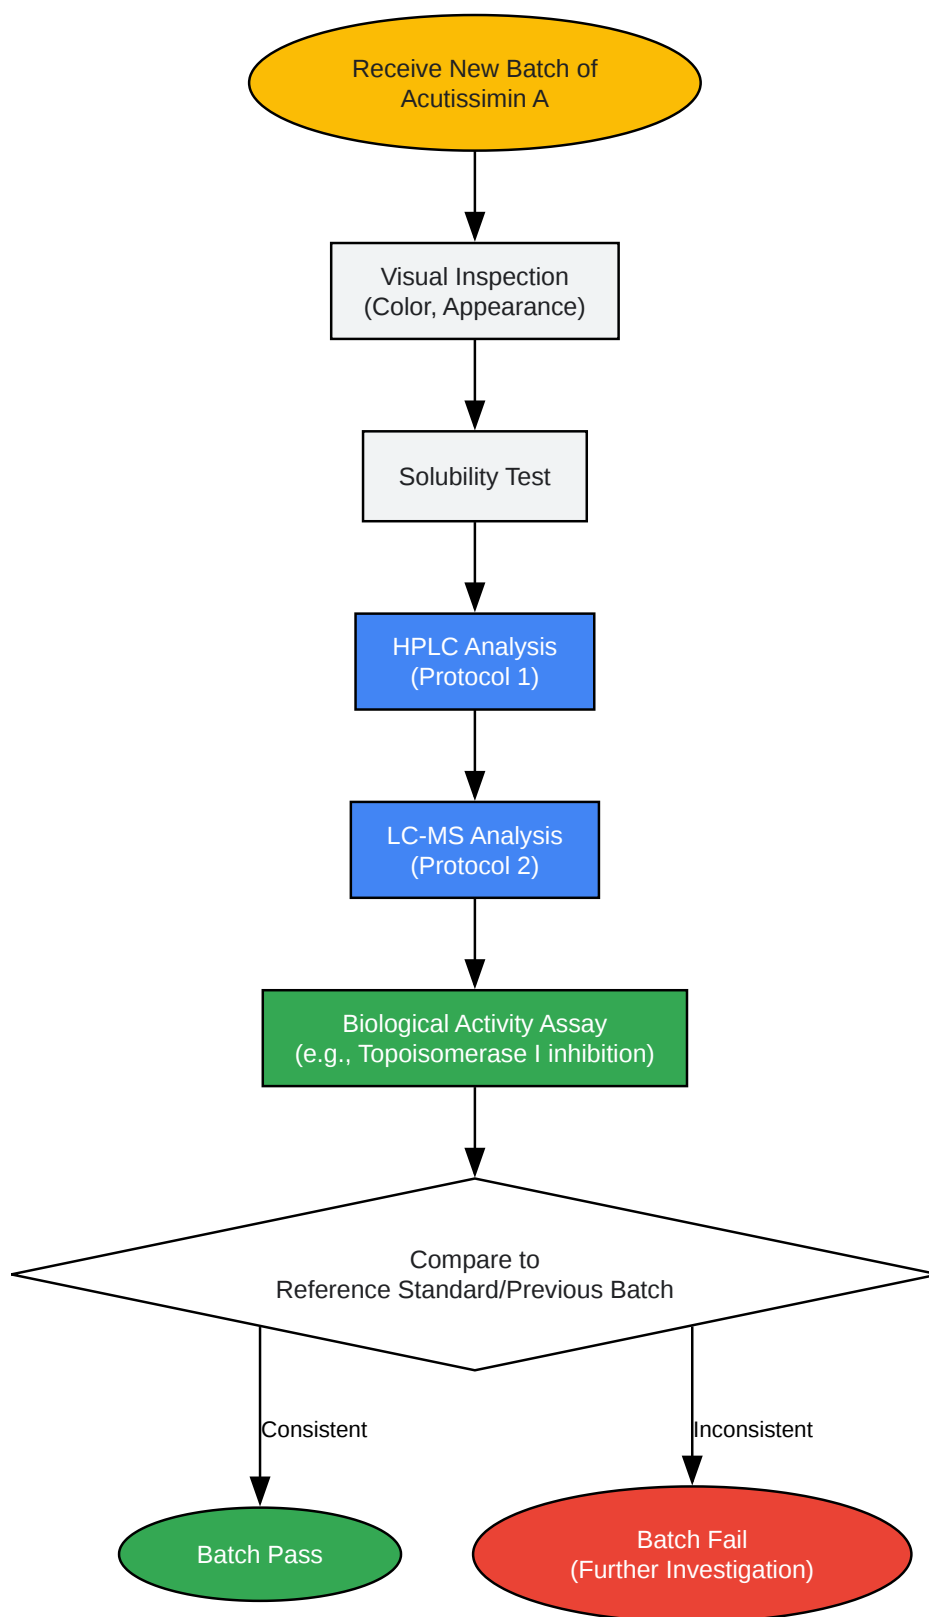 Receive New Batch of
Acutissimin A
Visual Inspection
(Color, Appearance)
Solubility Test
HPLC Analysis
(Protocol 1)
LC-MS Analysis
(Protocol 2)
Biological Activity Assay
(e.g., Topoisomerase I inhibition)
Compare to
Reference Standard/Previous Batch
Consistent
Inconsistent
Batch Pass
Batch Fail
(Further Investigation)